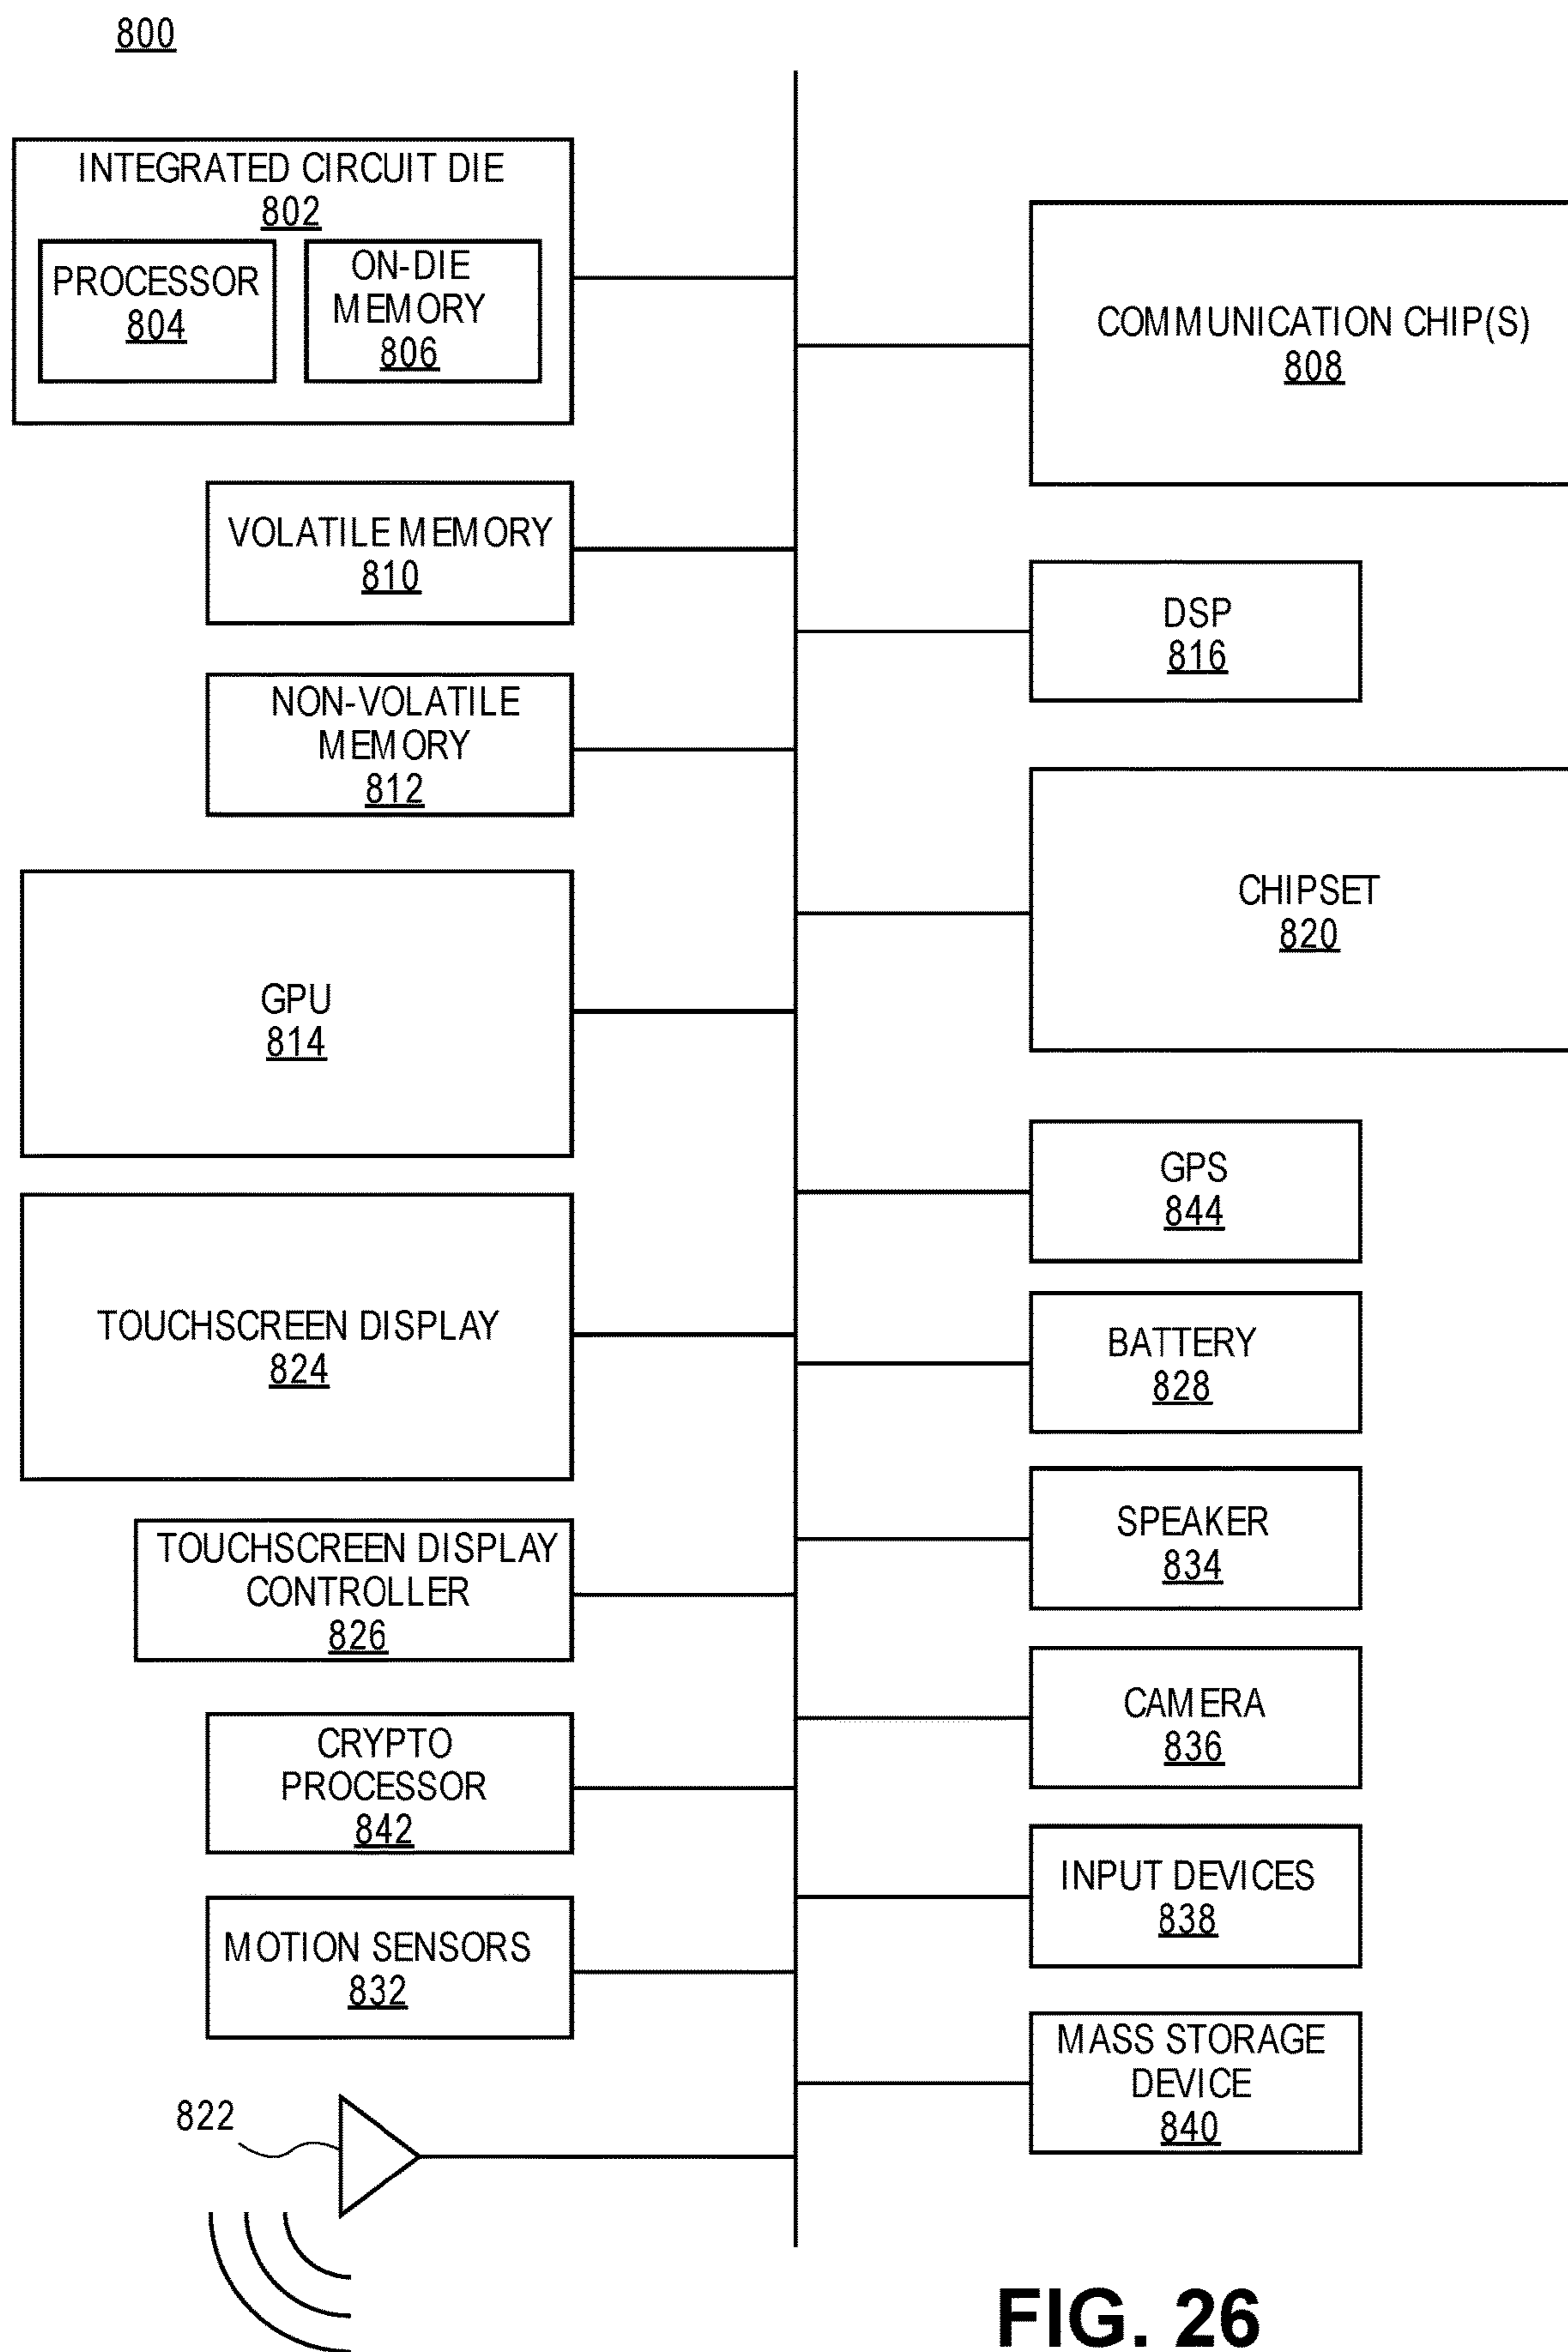 800
INTEGRATED CIRCUIT DIE
802
PROCESSOR
804
ON-DIE
MEMORY
806
VOLATILE MEMORY
810
NON-VOLATILE
MEMORY
812
GPU
814
TOUCHSCREEN DISPLAY
824
TOUCHSCREEN DISPLAY
CONTROLLER
826
CRYPTO
PROCESSOR
842
MOTION SENSORS
832
822
COMMUNICATION CHIP(S)
808
DSP
816
CHIPSET
820
GPS
844
BATTERY
828
SPEAKER
834
CAMERA
836
INPUT DEVICES
838
MASS STORAGE
DEVICE
840
FIG. 26